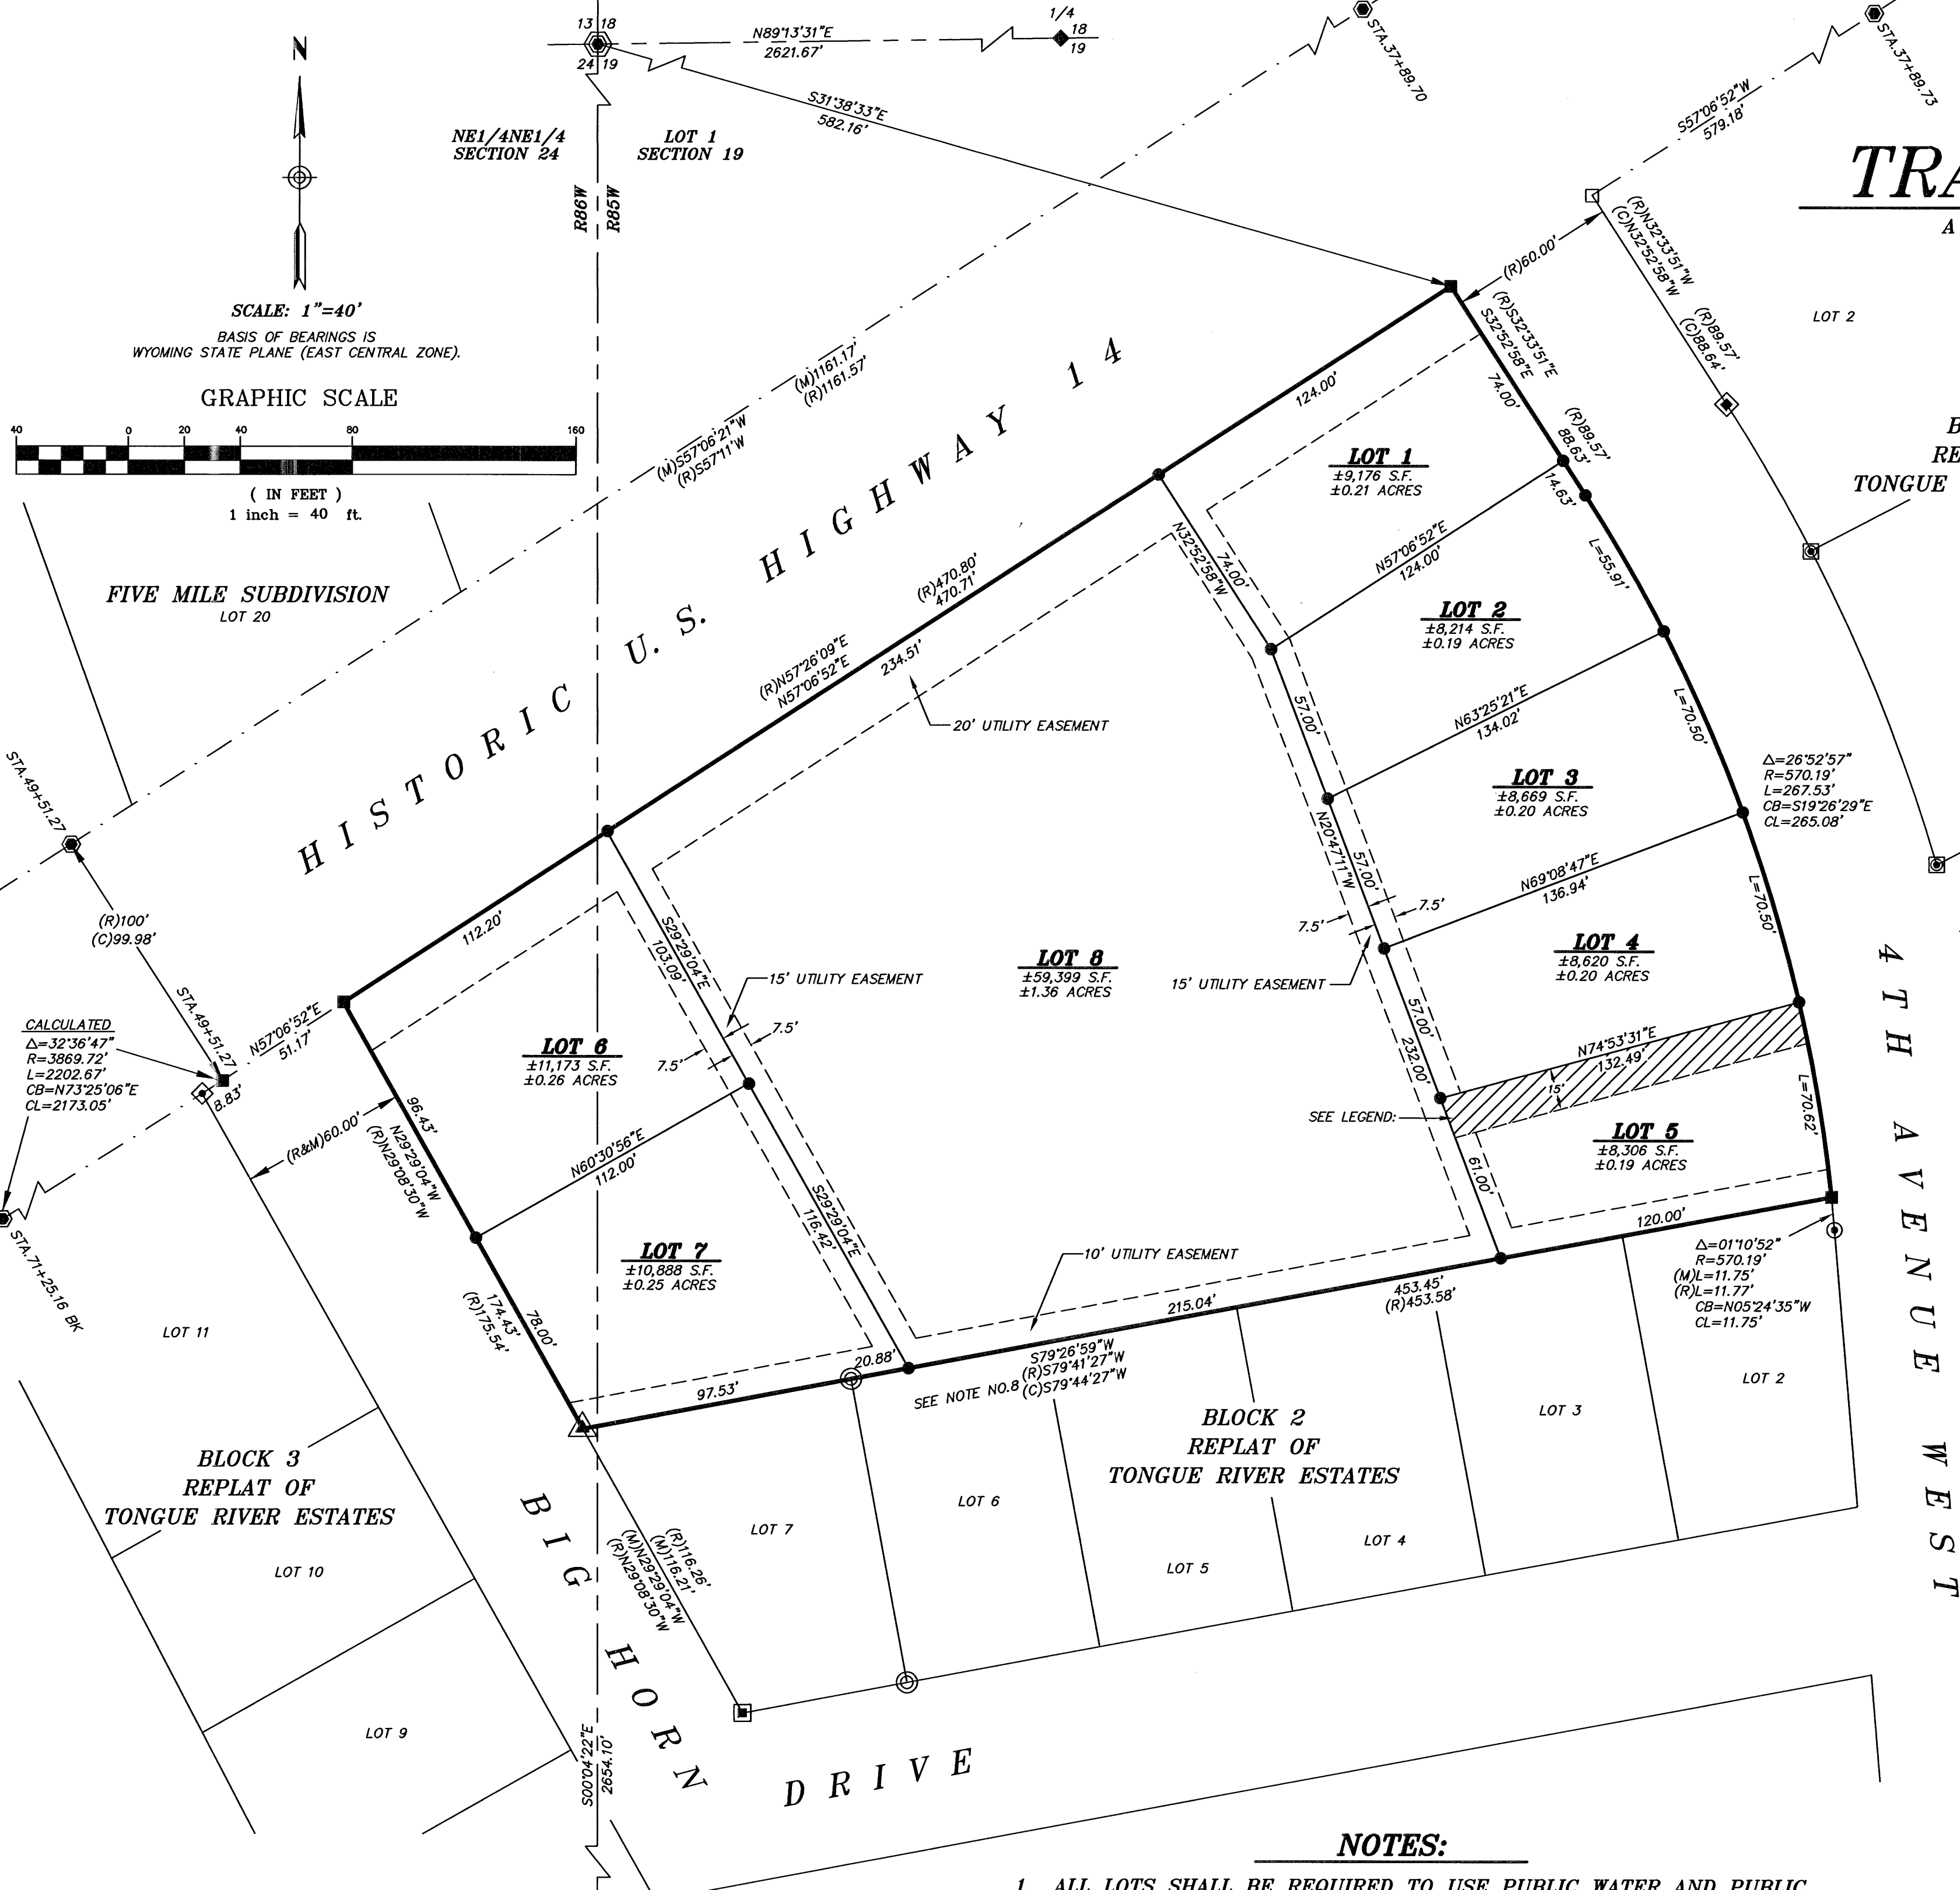 N
13 18
24 19
N89°13'31"E
2621.67'
1/4
18
19
STA.37+89.70
STA.37+89.73
S57°06'52"W
579.18'
S31°38'33"E
582.16'
NE1/4NE1/4
SECTION 24
LOT 1
SECTION 19
R86W
R85W
TRA
A
SCALE: 1"=40'
BASIS OF BEARINGS IS
WYOMING STATE PLANE (EAST CENTRAL ZONE).
GRAPHIC SCALE
40 0 20 40 80 160
( IN FEET )
1 inch = 40 ft.
(R)60.00'
(R)N32°33'51"W
(C)N32°52'58"W
(R)89.57'
(C)88.64'
LOT 2
B
RE
TONGUE
(M)1161.17'
(R)1161.57'
(M)S57°06'21"W
(R)S57°11'W
HISTORIC U.S. HIGHWAY 14
124.00'
(R)S32°33'51"E
S32°52'58"E
74.00'
(R)89.57'
88.63'
14.63'
LOT 1
±9,176 S.F.
±0.21 ACRES
N32°52'58"W
74.00'
N57°06'52"E
124.00'
L=55.91'
FIVE MILE SUBDIVISION
LOT 20
(R)470.80'
470.71'
(R)N57°26'09"E
N57°06'52"E
234.51'
20' UTILITY EASEMENT
LOT 2
±8,214 S.F.
±0.19 ACRES
57.00'
N63°25'21"E
134.02'
L=70.50'
LOT 3
±8,669 S.F.
±0.20 ACRES
Δ=26°52'57"
R=570.19'
L=267.53'
CB=S19°26'29"E
CL=265.08'
N20°47'11"W
57.00'
7.5'
7.5'
N69°08'47"E
136.94'
L=70.50'
STA.49+51.27
(R)100'
(C)99.98'
STA.49+51.27
112.20'
S29°29'04"E
103.09'
15' UTILITY EASEMENT
7.5'
7.5'
LOT 8
±59,399 S.F.
±1.36 ACRES
15' UTILITY EASEMENT
LOT 4
±8,620 S.F.
±0.20 ACRES
57.00'
232.00'
N74°53'31"E
132.49'
15'
L=70.62'
4TH AVENUE WEST
CALCULATED
Δ=32°36'47"
R=3869.72'
L=2202.67'
CB=N73°25'06"E
CL=2173.05'
N57°06'52"E
51.17'
8.83'
(R&M)60.00'
LOT 6
±11,173 S.F.
±0.26 ACRES
96.43'
N29°29'04"W
(R)N29°08'30"W
N60°30'56"E
112.00'
SEE LEGEND:
LOT 5
±8,306 S.F.
±0.19 ACRES
61.00'
120.00'
STA.71+25.16 BK
LOT 11
LOT 7
±10,888 S.F.
±0.25 ACRES
S29°29'04"E
116.42'
78.00'
174.43'
(R)175.54'
10' UTILITY EASEMENT
Δ=01°10'52"
R=570.19'
(M)L=11.75'
(R)L=11.77'
CB=N05°24'35"W
CL=11.75'
453.45'
(R)453.58'
215.04'
20.88'
97.53'
S79°26'59"W
(R)S79°41'27"W
SEE NOTE NO.8 (C)S79°44'27"W
BLOCK 3
REPLAT OF
TONGUE RIVER ESTATES
LOT 10
LOT 9
BLOCK 2
REPLAT OF
TONGUE RIVER ESTATES
LOT 2
LOT 3
LOT 4
LOT 5
LOT 6
LOT 7
(R)116.26'
(M)116.21'
(M)N29°29'04"W
(R)N29°08'30"W
BIG HORN DRIVE
S00°04'22"E
2654.10'
NOTES:
1. ALL LOTS SHALL BE REQUIRED TO USE PUBLIC WATER AND PUBLIC